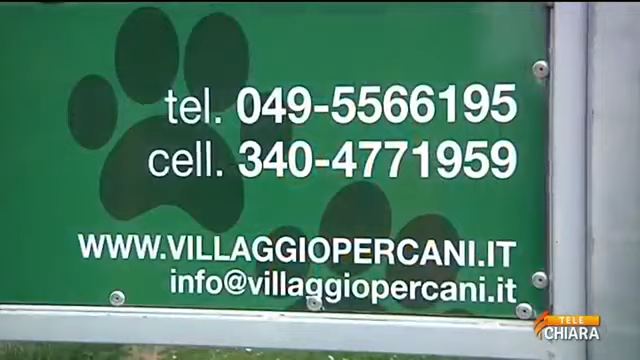 tel. 049-5566195
cell. 340-4771959
WWW.VILLAGGIOPERCANI.IT
info@villaggiopercani.it
TELE
CHIARA